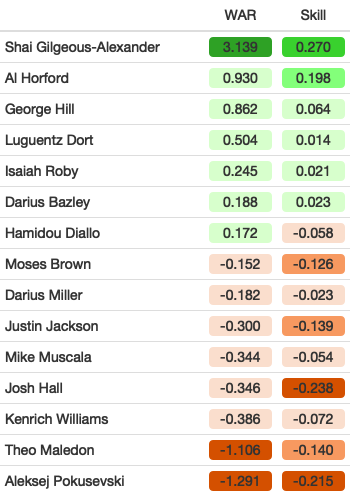 WAR Skill
Shai Gilgeous-Alexander 3.139 0.270
Al Horford 0.930 0.198
George Hill 0.862 0.064
Luguentz Dort 0.504 0.014
Isaiah Roby 0.245 0.021
Darius Bazley 0.188 0.023
Hamidou Diallo 0.172 -0.058
Moses Brown -0.152 -0.126
Darius Miller -0.182 -0.023
Justin Jackson -0.300 -0.139
Mike Muscala -0.344 -0.054
Josh Hall -0.346 -0.238
Kenrich Williams -0.386 -0.072
Theo Maledon -1.106 -0.140
Aleksej Pokusevski -1.291 -0.215